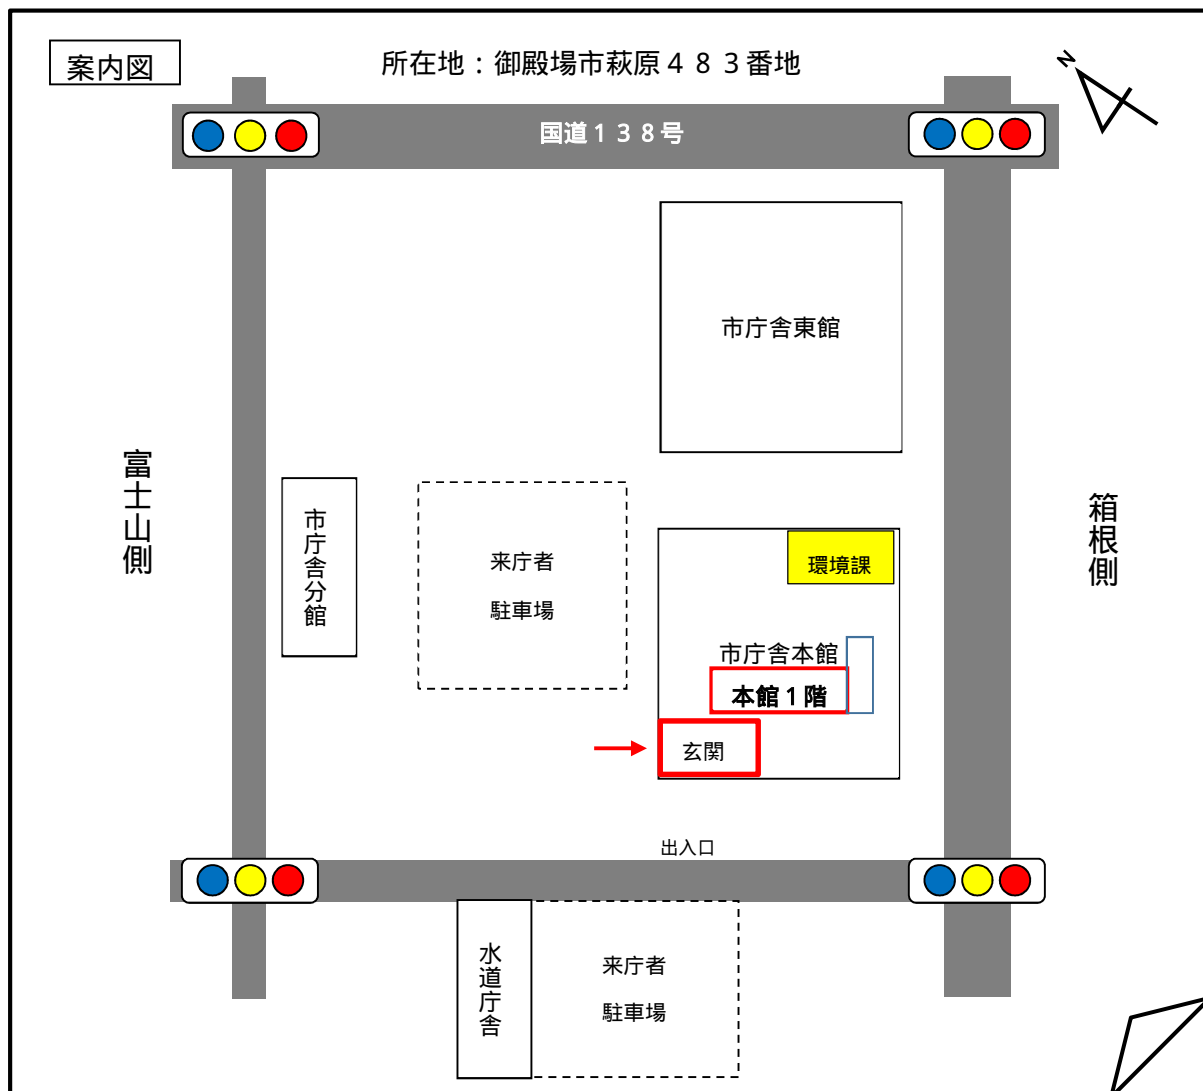 案内図
所在地：御殿場市萩原４８３番地
N
国道１３８号
市庁舎東館
富士山側
箱根側
市庁舎分館
来庁者
駐車場
環境課
市庁舎本館
本館１階
玄関
出入口
水道庁舎
来庁者
駐車場